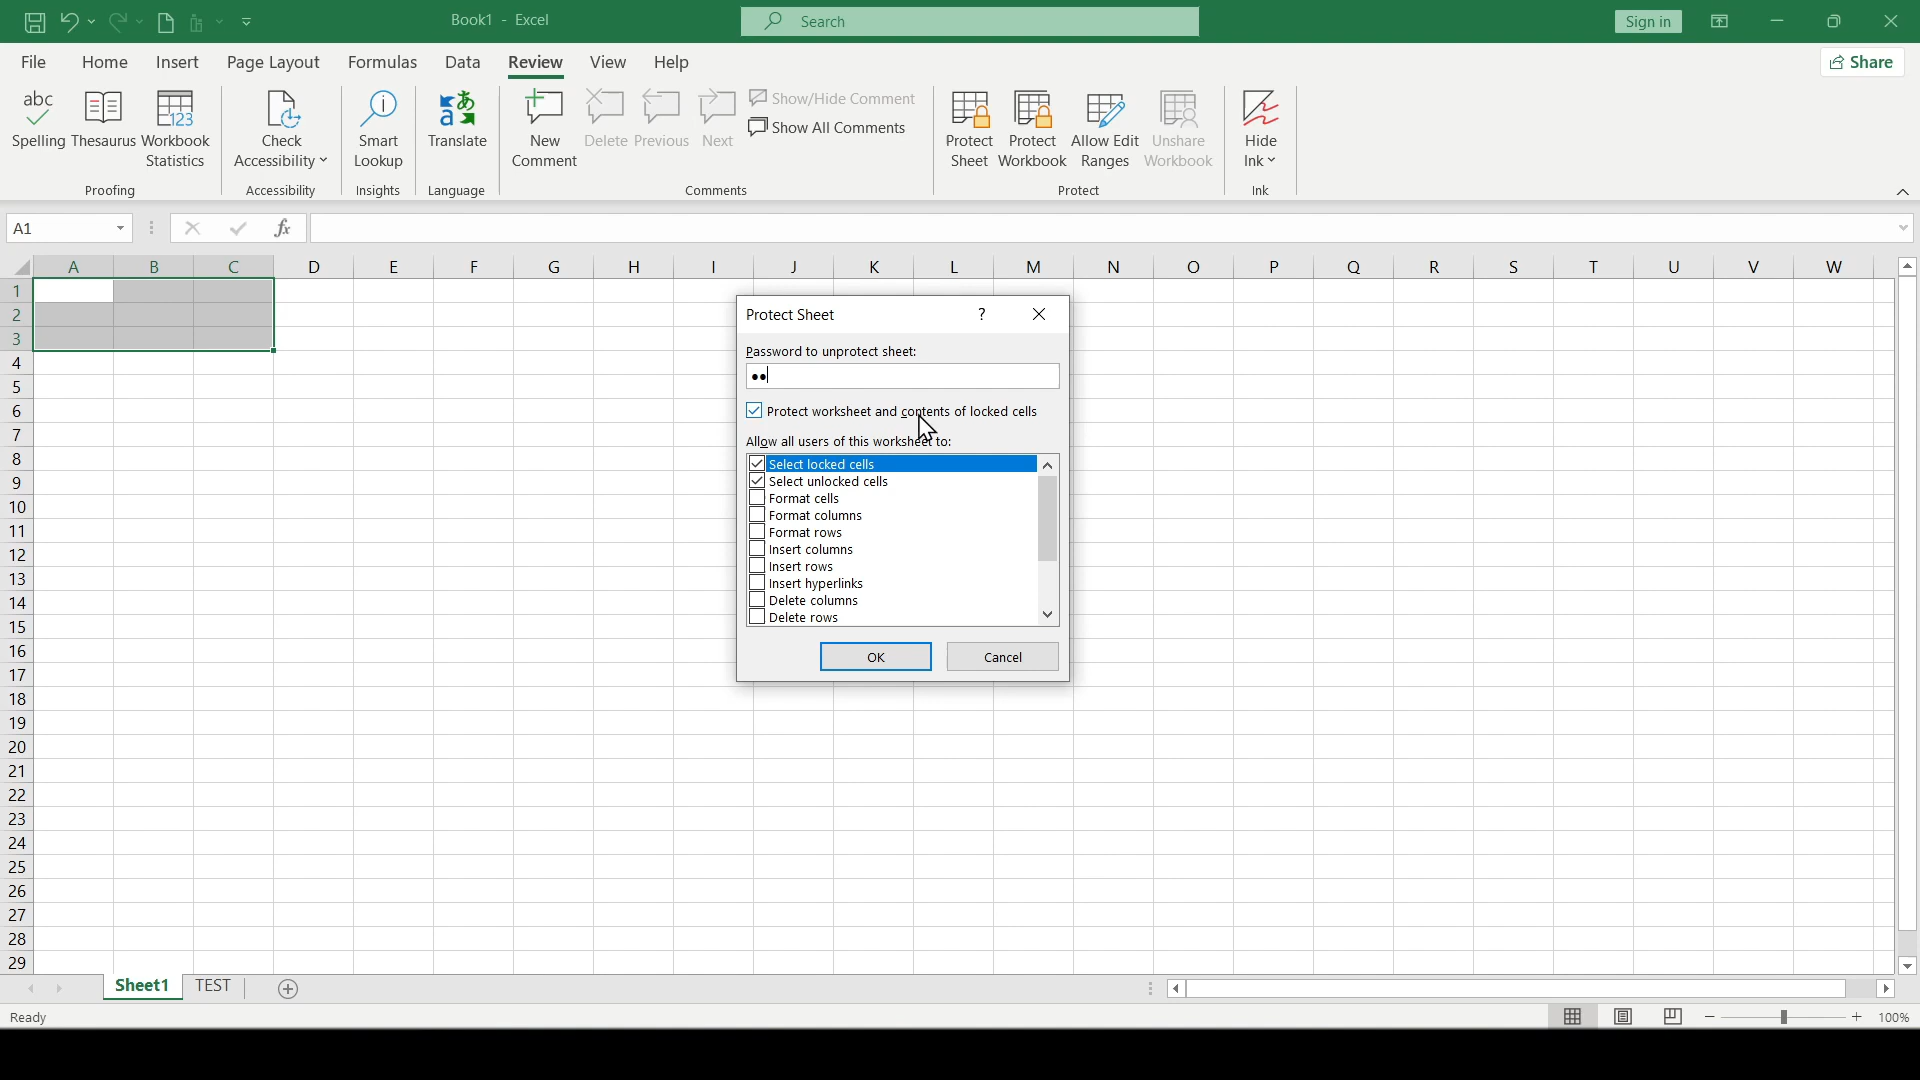 Book1 - Excel
Search
Sign in
File Home Insert Page Layout Formulas Data Review View Help
Share
abc
Spelling
Thesaurus
123
Workbook
Statistics
Proofing
Check
Accessibility
Accessibility
Smart
Lookup
Insights
aあ
Translate
Language
New
Comment
Delete
Previous
Next
Show/Hide Comment
Show All Comments
Comments
Protect
Sheet
Protect
Workbook
Allow Edit
Ranges
Unshare
Workbook
Protect
Hide
Ink
Ink
A1
fx
A B C D E F G H I J K L M N O P Q R S T U V W
1
2
3
4
5
6
7
8
9
10
11
12
13
14
15
16
17
18
19
20
21
22
23
24
25
26
27
28
29
Protect Sheet ?
Password to unprotect sheet:
••
Protect worksheet and contents of locked cells
Allow all users of this worksheet to:
Select locked cells
Select unlocked cells
Format cells
Format columns
Format rows
Insert columns
Insert rows
Insert hyperlinks
Delete columns
Delete rows
OK Cancel
Sheet1 TEST
Ready
100%